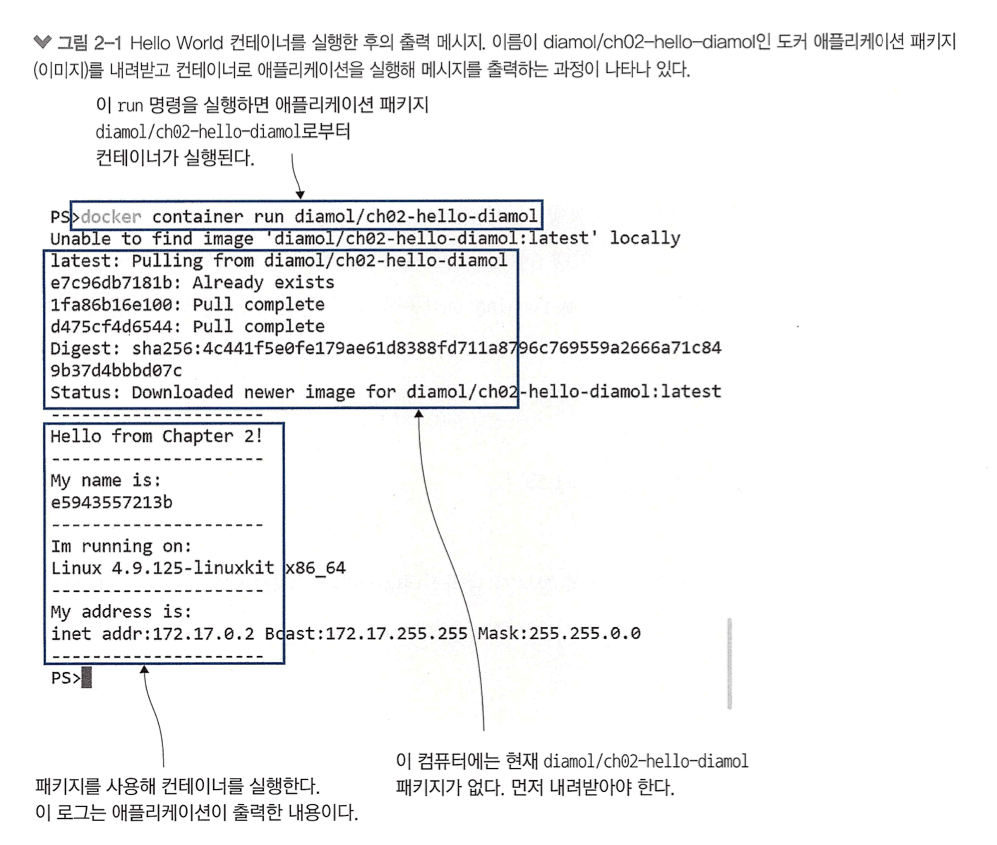 그림 2-1 Hello World 컨테이너를 실행한 후의 출력 메시지. 이름이 diamol/ch02-hello-diamol인 도커 애플리케이션 패키지
(이미지)를 내려받고 컨테이너로 애플리케이션을 실행해 메시지를 출력하는 과정이 나타나 있다.
이 run 명령을 실행하면 애플리케이션 패키지
diamol/ch02-hello-diamol로부터
컨테이너가 실행된다.
PS>docker container run diamol/ch02-hello-diamol
Unable to find image 'diamol/ch02-hello-diamol:latest' locally
latest: Pulling from diamol/ch02-hello-diamol
e7c96db7181b: Already exists
1fa86b16e100: Pull complete
d475cf4d6544: Pull complete
Digest: sha256:4c441f5e0fe179ae61d8388fd711a8796c769559a2666a71c84
9b37d4bbbd07c
Status: Downloaded newer image for diamol/ch02-hello-diamol:latest
---------------------
Hello from Chapter 2!
---------------------
My name is:
e5943557213b
---------------------
Im running on:
Linux 4.9.125-linuxkit x86_64
---------------------
My address is:
inet addr:172.17.0.2 Bcast:172.17.255.255 Mask:255.255.0.0
---------------------
PS>
이 컴퓨터에는 현재 diamol/ch02-hello-diamol
패키지가 없다. 먼저 내려받아야 한다.
패키지를 사용해 컨테이너를 실행한다.
이 로그는 애플리케이션이 출력한 내용이다.